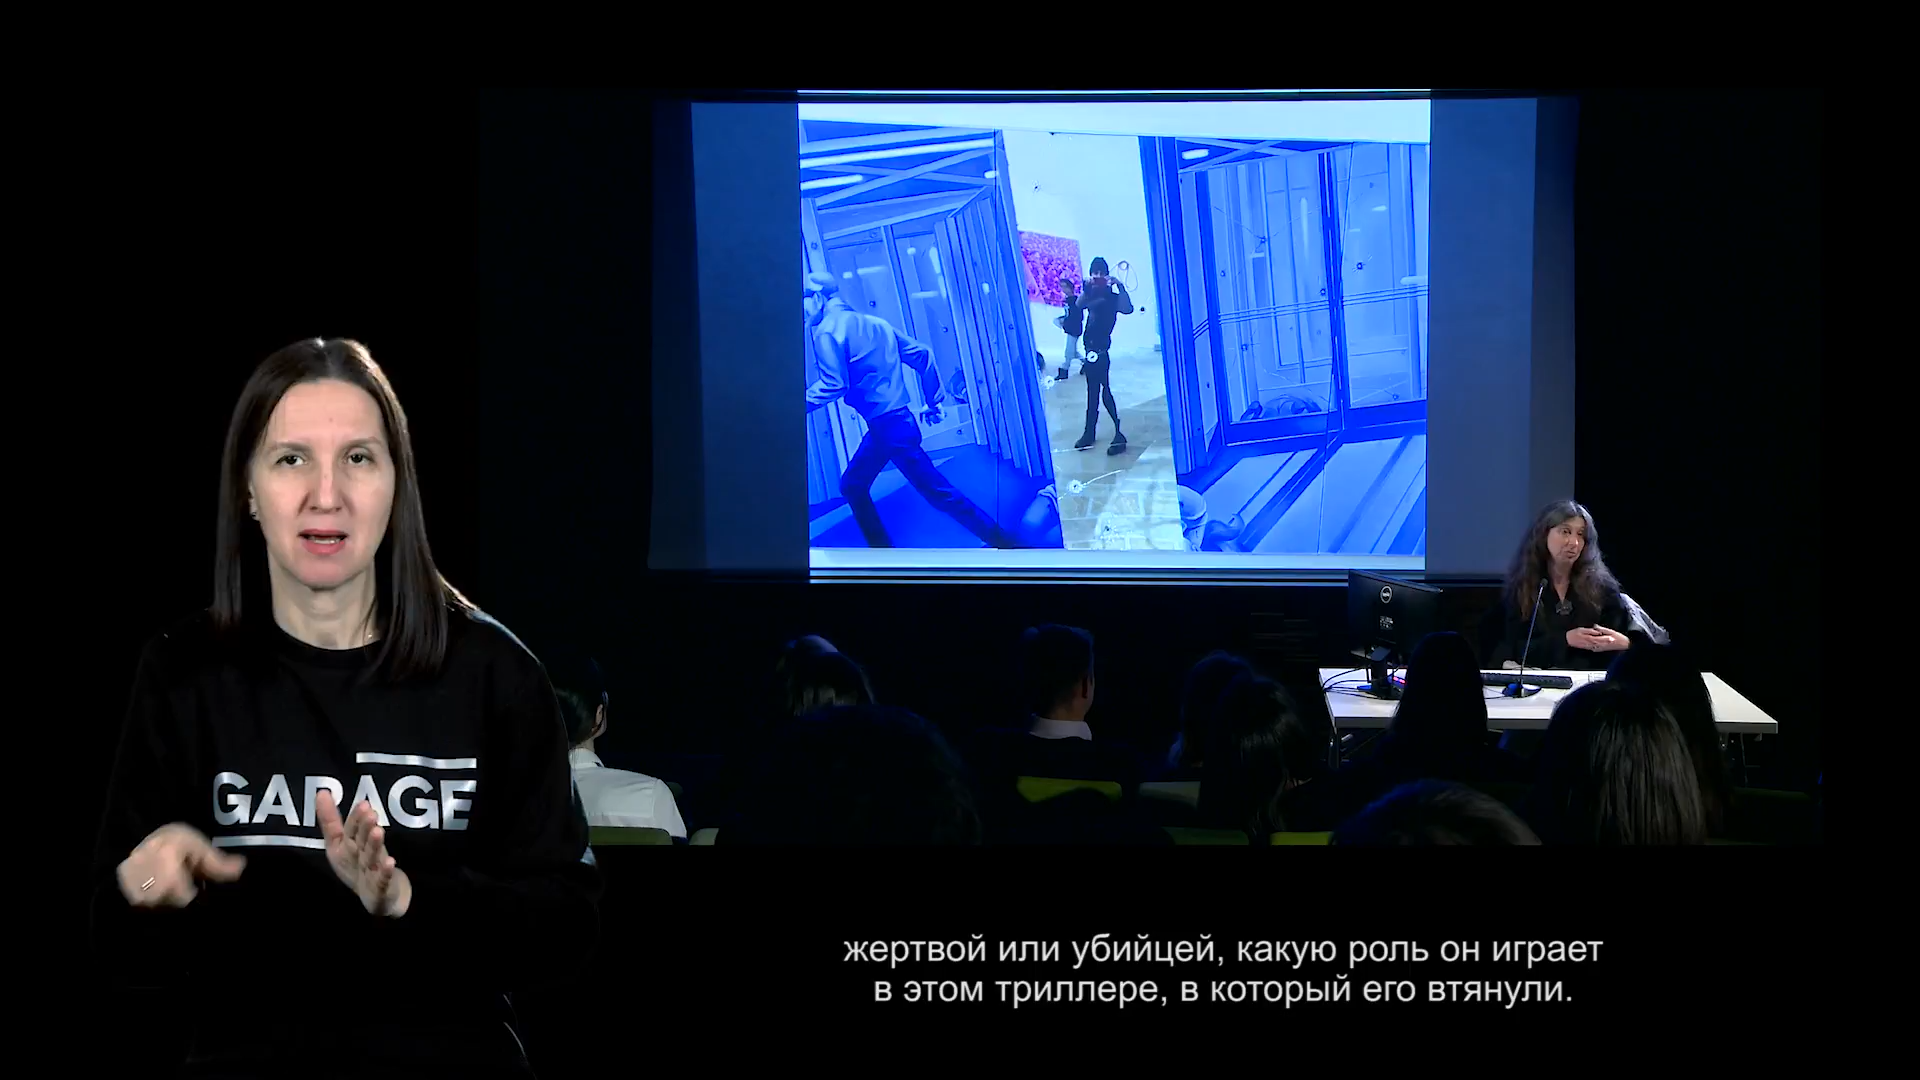 GARAGE
жертвой или убийцей, какую роль он играет
в этом триллере, в который его втянули.